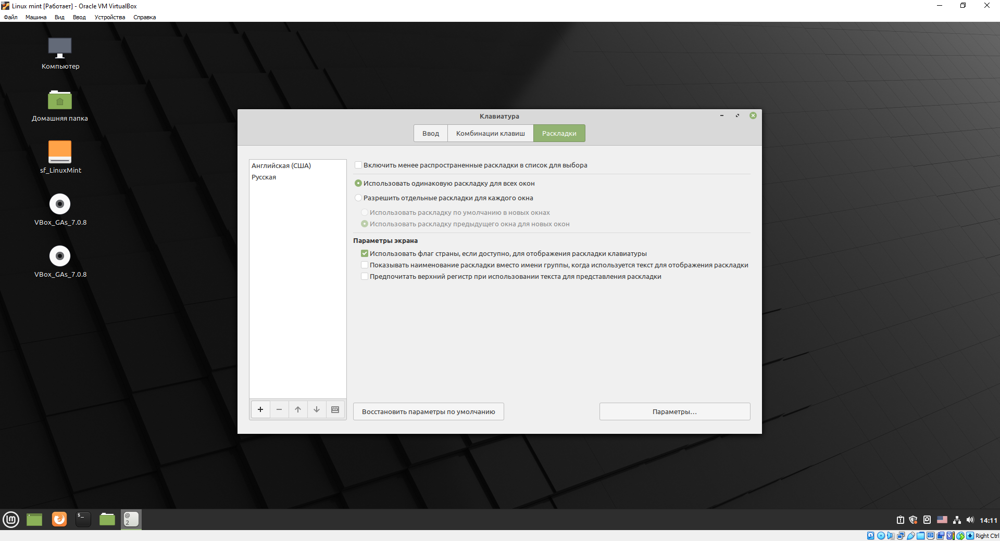 Linux mint [Работает] - Oracle VM VirtualBox
Файл Машина Вид Ввод Устройства Справка
Компьютер
Домашняя папка
sf_LinuxMint
VBox_GAs_7.0.8
VBox_GAs_7.0.8
Клавиатура
Ввод Комбинации клавиш Раскладки
Английская (США)
Русская
Включить менее распространенные раскладки в список для выбора
Использовать одинаковую раскладку для всех окон
Разрешить отдельные раскладки для каждого окна
Использовать раскладку по умолчанию в новых окнах
Использовать раскладку предыдущего окна для новых окон
Параметры экрана
Использовать флаг страны, если доступно, для отображения раскладки клавиатуры
Показывать наименование раскладки вместо имени группы, когда используется текст для отображения раскладки
Предпочитать верхний регистр при использовании текста для представления раскладки
Восстановить параметры по умолчанию Параметры...
$_
@
2
14:11
Right Ctrl